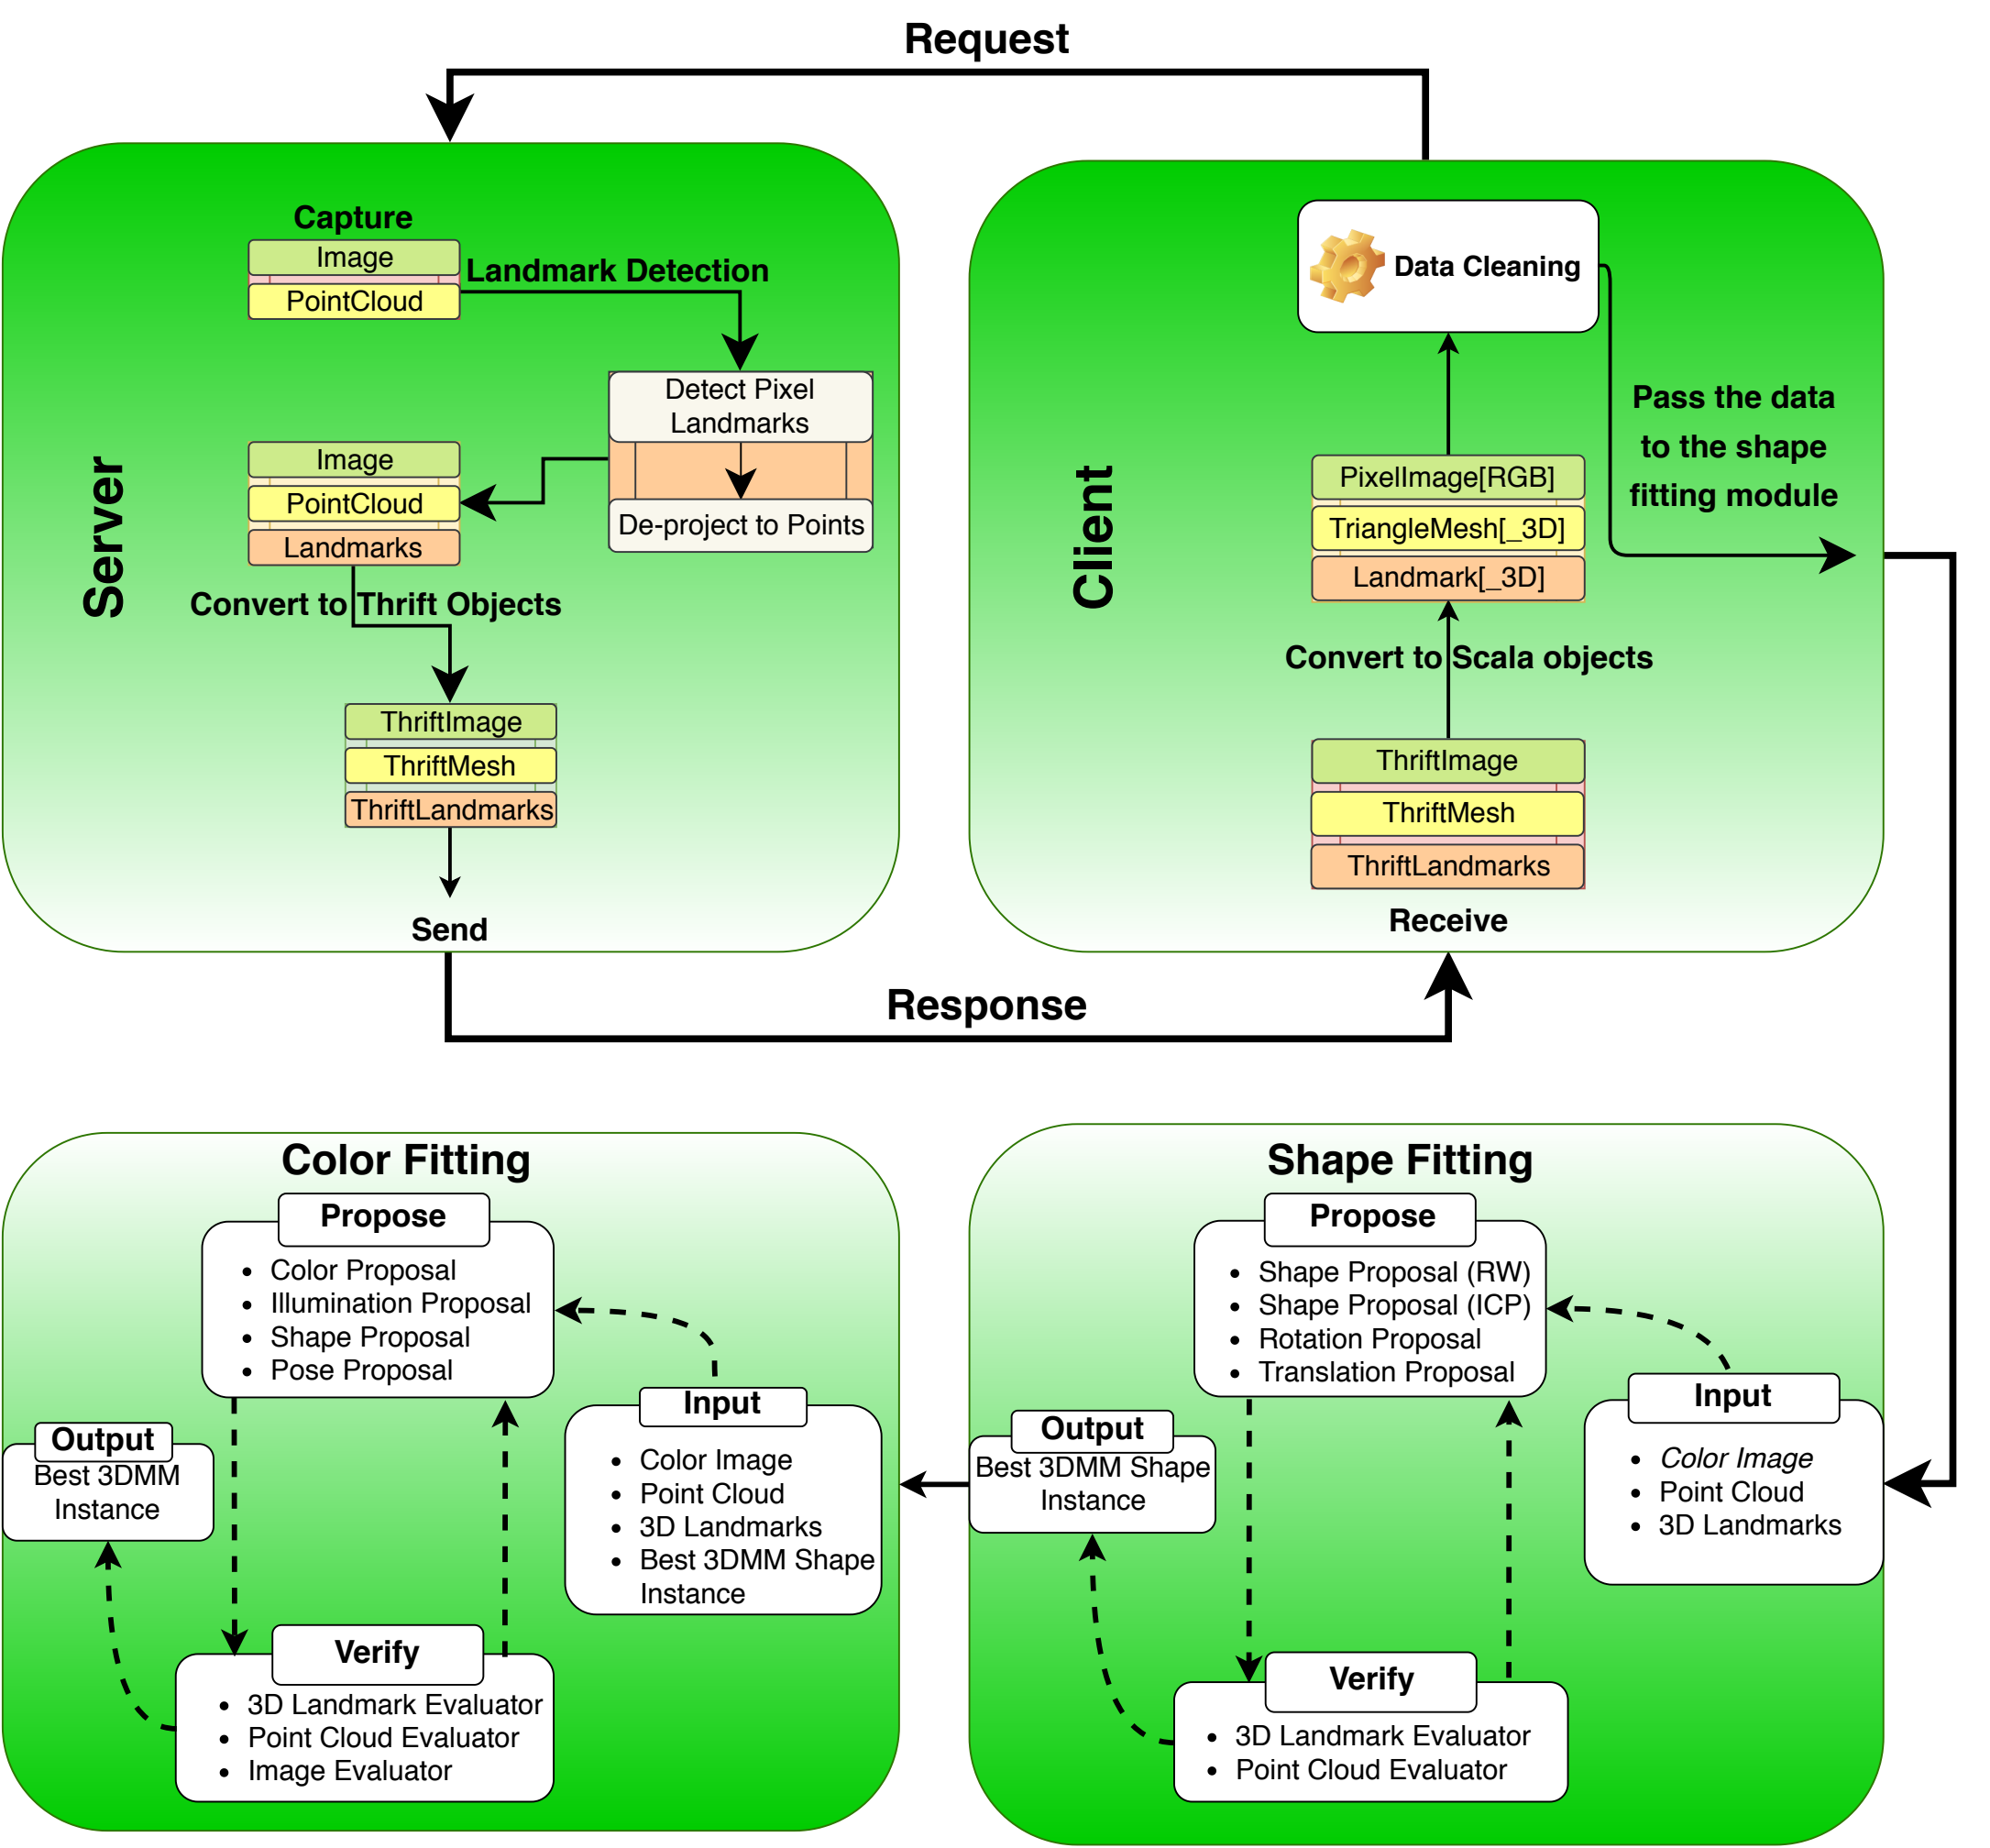 Request
Server
Capture
Image
PointCloud
Landmark Detection
Detect Pixel
Landmarks
De-project to Points
Image
PointCloud
Landmarks
Convert to Thrift Objects
ThriftImage
ThriftMesh
ThriftLandmarks
Send
Client
Data Cleaning
Pass the data
to the shape
fitting module
PixelImage[RGB]
TriangleMesh[_3D]
Landmark[_3D]
Convert to Scala objects
ThriftImage
ThriftMesh
ThriftLandmarks
Receive
Response
Color Fitting
Propose
• Color Proposal
• Illumination Proposal
• Shape Proposal
• Pose Proposal
Input
• Color Image
• Point Cloud
• 3D Landmarks
• Best 3DMM Shape
Instance
Output
Best 3DMM
Instance
Verify
• 3D Landmark Evaluator
• Point Cloud Evaluator
• Image Evaluator
Shape Fitting
Propose
• Shape Proposal (RW)
• Shape Proposal (ICP)
• Rotation Proposal
• Translation Proposal
Input
• Color Image
• Point Cloud
• 3D Landmarks
Output
Best 3DMM Shape
Instance
Verify
• 3D Landmark Evaluator
• Point Cloud Evaluator